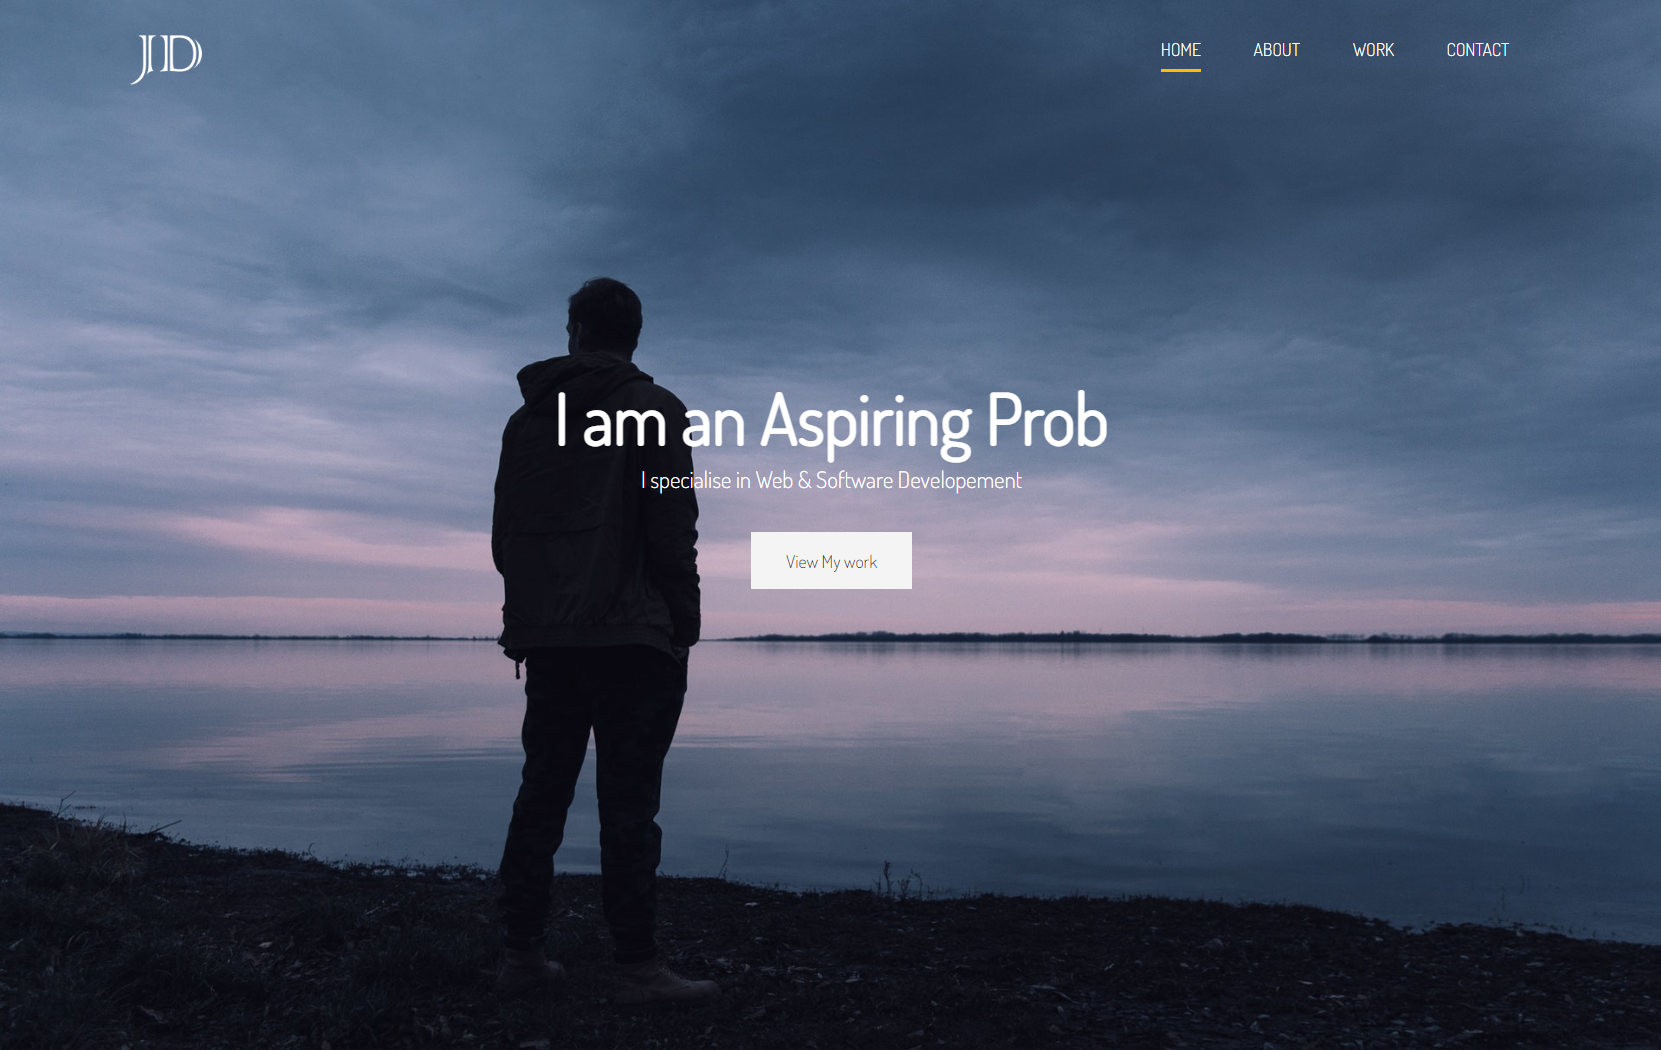 JD
HOME ABOUT WORK CONTACT
I am an Aspiring Prob
I specialise in Web & Software Developement
View My work